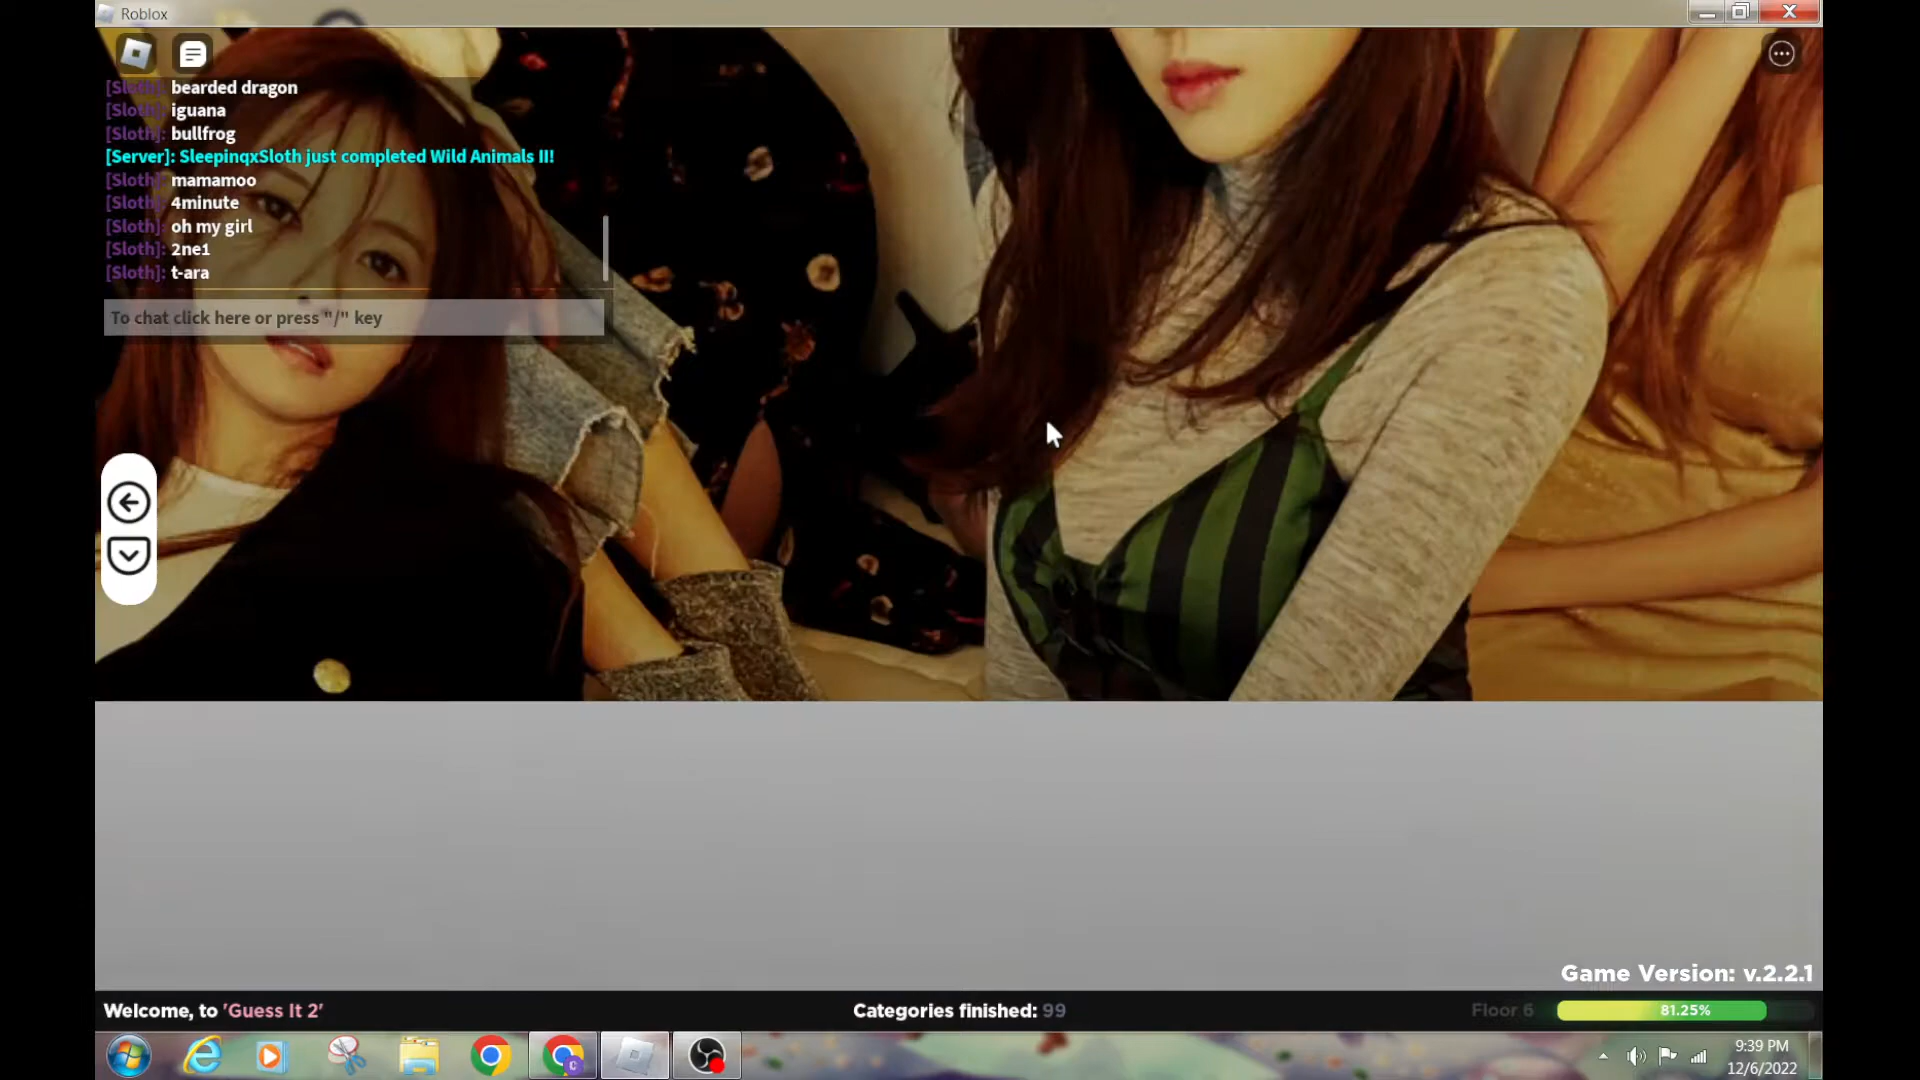 Roblox
[Sloth]: bearded dragon
[Sloth]: iguana
[Sloth]: bullfrog
[Server]: SleepinqxSloth just completed Wild Animals II!
[Sloth]: mamamoo
[Sloth]: 4minute
[Sloth]: oh my girl
[Sloth]: 2ne1
[Sloth]: t-ara
To chat click here or press "/" key
Game Version: v.2.2.1
Welcome, to 'Guess It 2'
Categories finished: 99
Floor 6
81.25%
9:39 PM
12/6/2022